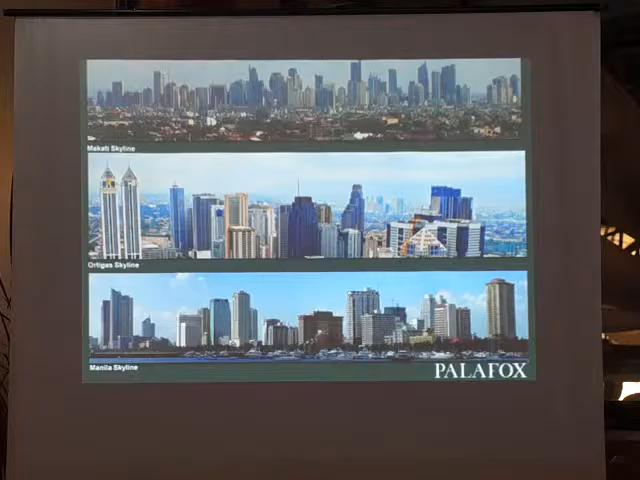 Makati Skyline
Ortigas Skyline
Manila Skyline
PALAFOX